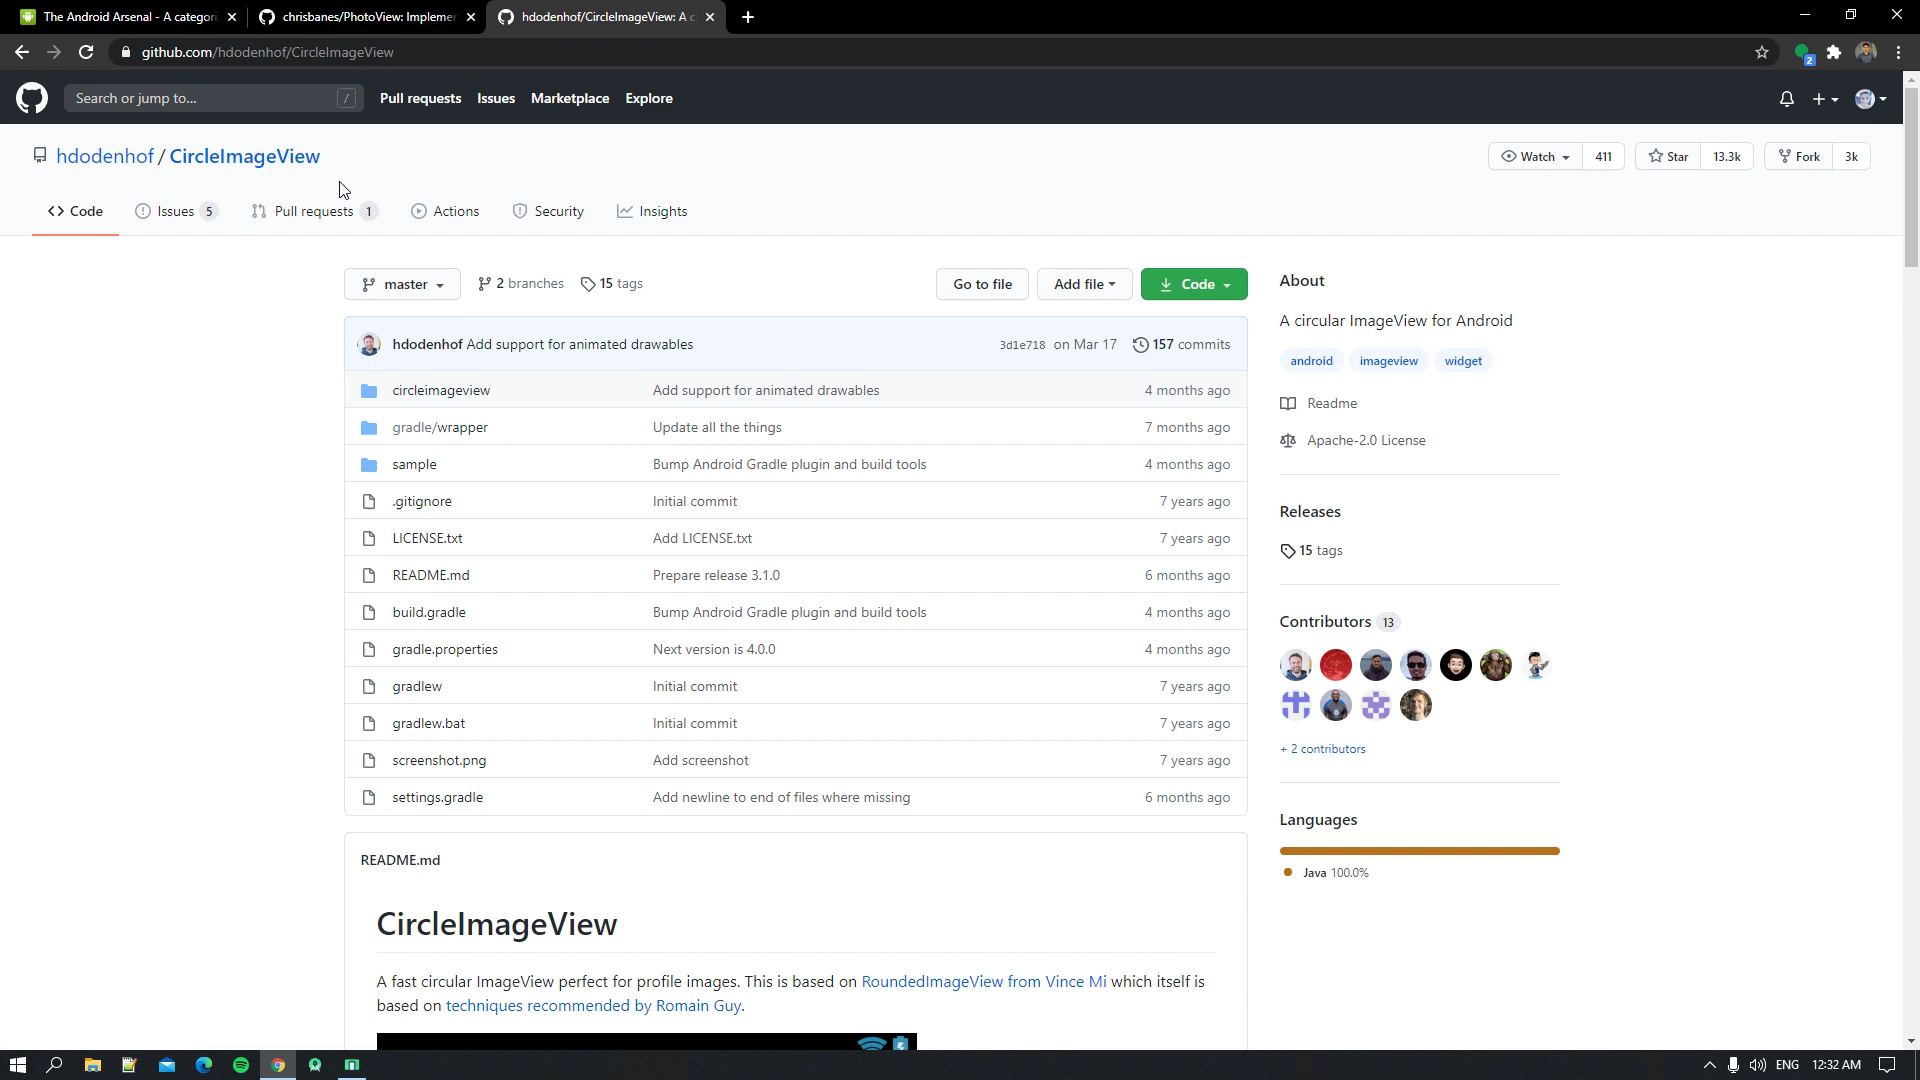 The Android Arsenal - A categori
chrisbanes/PhotoView: Implemen
hdodenhof/CircleImageView: A c
github.com/hdodenhof/CircleImageView
2
Search or jump to... /
Pull requests Issues Marketplace Explore
hdodenhof / CircleImageView
Watch 411 Star 13.3k Fork 3k
Code Issues 5 Pull requests 1 Actions Security Insights
master 2 branches 15 tags Go to file Add file Code
hdodenhof Add support for animated drawables 3d1e718 on Mar 17 157 commits
circleimageview Add support for animated drawables 4 months ago
gradle/wrapper Update all the things 7 months ago
sample Bump Android Gradle plugin and build tools 4 months ago
.gitignore Initial commit 7 years ago
LICENSE.txt Add LICENSE.txt 7 years ago
README.md Prepare release 3.1.0 6 months ago
build.gradle Bump Android Gradle plugin and build tools 4 months ago
gradle.properties Next version is 4.0.0 4 months ago
gradlew Initial commit 7 years ago
gradlew.bat Initial commit 7 years ago
screenshot.png Add screenshot 7 years ago
settings.gradle Add newline to end of files where missing 6 months ago
README.md
CircleImageView
A fast circular ImageView perfect for profile images. This is based on RoundedImageView from Vince Mi which itself is
based on techniques recommended by Romain Guy.
About
A circular ImageView for Android
android imageview widget
Readme
Apache-2.0 License
Releases
15 tags
Contributors 13
+ 2 contributors
Languages
Java 100.0%
ENG 12:32 AM